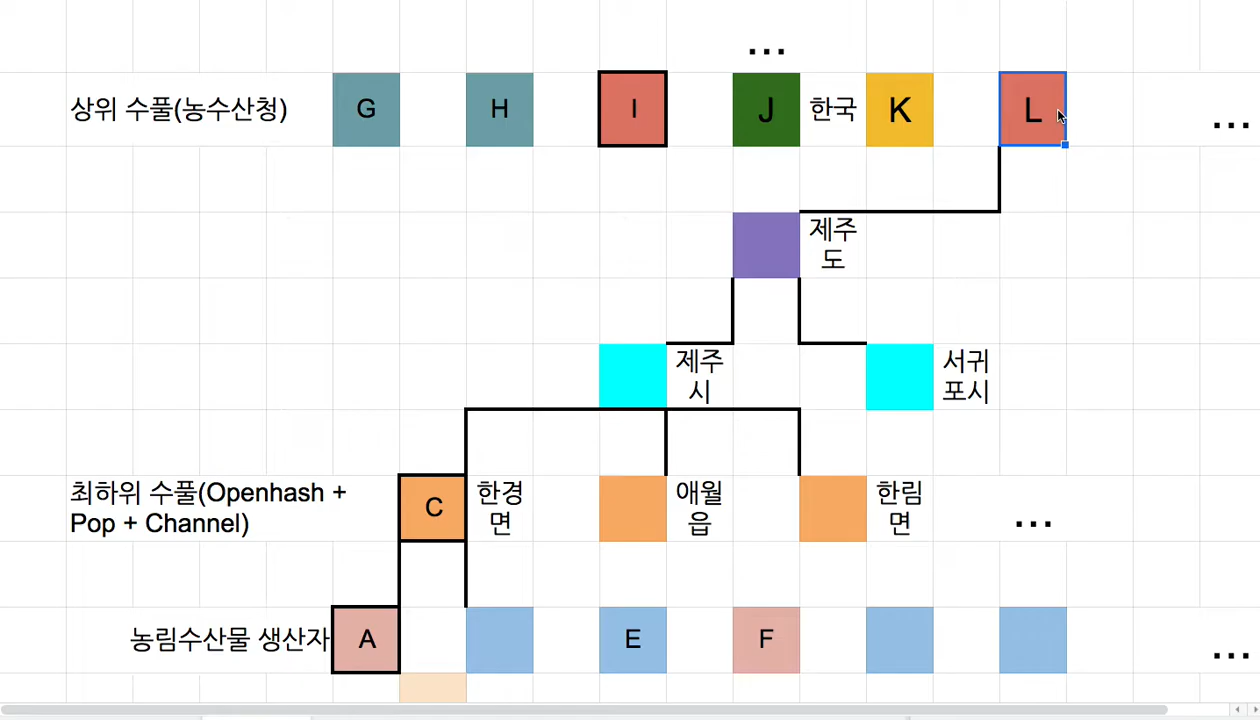 ...
상위 수풀(농수산청)
G
H
I
J
한국
K
L
...
제주
도
제주
시
서귀
포시
최하위 수풀(Openhash +
Pop + Channel)
C
한경
면
애월
읍
한림
면
...
농림수산물 생산자
A
E
F
...